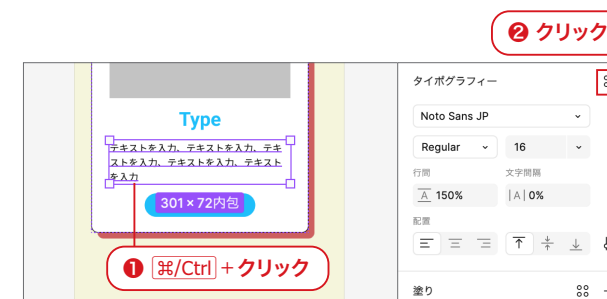 ❷ クリック
タイポグラフィー
Noto Sans JP
Type
Regular
16
テキストを入力、テキストを入力、テキ
ストを入力、テキストを入力、テキスト
を入力
行間
文字間隔
A 150%
|A| 0%
301 × 72内包
配置
❶ ⌘/Ctrl + クリック
塗り